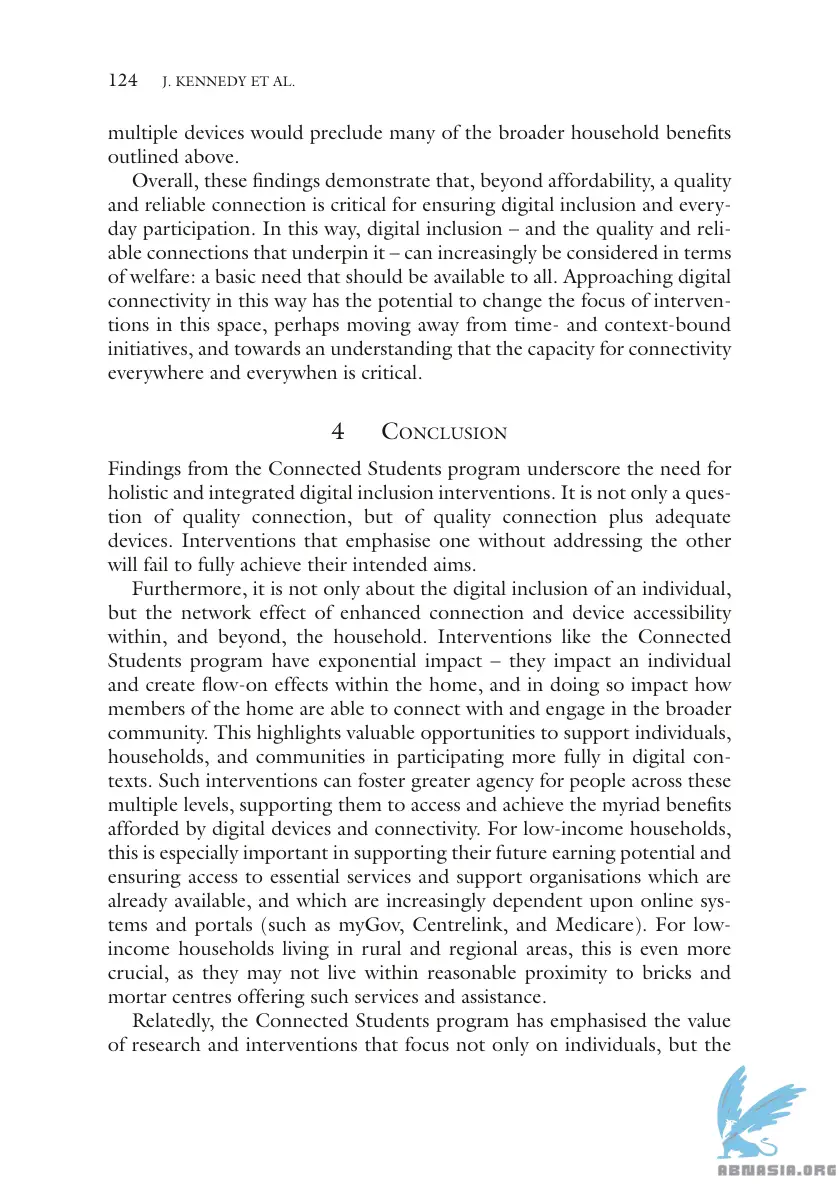 124 J. KENNEDY ET AL.
multiple devices would preclude many of the broader household benefits
outlined above.
Overall, these findings demonstrate that, beyond affordability, a quality
and reliable connection is critical for ensuring digital inclusion and every-
day participation. In this way, digital inclusion – and the quality and reli-
able connections that underpin it – can increasingly be considered in terms
of welfare: a basic need that should be available to all. Approaching digital
connectivity in this way has the potential to change the focus of interven-
tions in this space, perhaps moving away from time- and context-bound
initiatives, and towards an understanding that the capacity for connectivity
everywhere and everywhen is critical.
4 Conclusion
Findings from the Connected Students program underscore the need for
holistic and integrated digital inclusion interventions. It is not only a ques-
tion of quality connection, but of quality connection plus adequate
devices. Interventions that emphasise one without addressing the other
will fail to fully achieve their intended aims.
Furthermore, it is not only about the digital inclusion of an individual,
but the network effect of enhanced connection and device accessibility
within, and beyond, the household. Interventions like the Connected
Students program have exponential impact – they impact an individual
and create flow-on effects within the home, and in doing so impact how
members of the home are able to connect with and engage in the broader
community. This highlights valuable opportunities to support individuals,
households, and communities in participating more fully in digital con-
texts. Such interventions can foster greater agency for people across these
multiple levels, supporting them to access and achieve the myriad benefits
afforded by digital devices and connectivity. For low-income households,
this is especially important in supporting their future earning potential and
ensuring access to essential services and support organisations which are
already available, and which are increasingly dependent upon online sys-
tems and portals (such as myGov, Centrelink, and Medicare). For low-
income households living in rural and regional areas, this is even more
crucial, as they may not live within reasonable proximity to bricks and
mortar centres offering such services and assistance.
Relatedly, the Connected Students program has emphasised the value
of research and interventions that focus not only on individuals, but the
ABNASIA.ORG